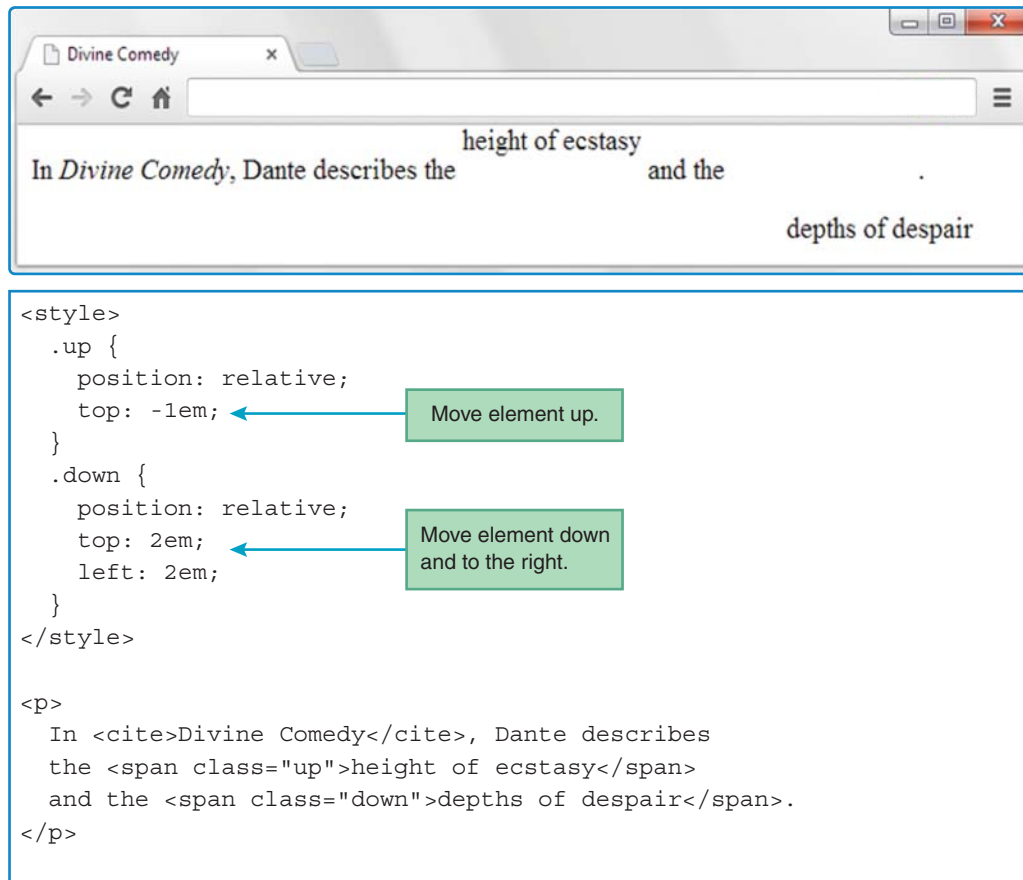 Divine Comedy
height of ecstasy
In Divine Comedy, Dante describes the and the .
depths of despair
<style>
.up {
position: relative;
top: -1em;
Move element up.
}
.down {
position: relative;
top: 2em;
left: 2em;
Move element down
and to the right.
}
</style>
<p>
In <cite>Divine Comedy</cite>, Dante describes
the <span class="up">height of ecstasy</span>
and the <span class="down">depths of despair</span>.
</p>